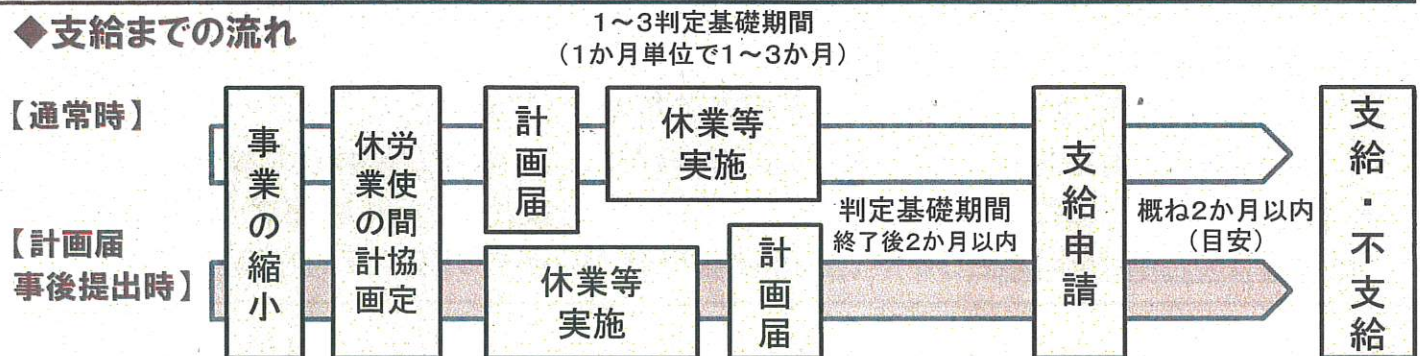 ◆支給までの流れ
1〜3判定基礎期間
(1か月単位で1〜3か月)
【通常時】
事業の縮小
労使間協定
休業の計画
計画届
休業等
実施
支給申請
支給・不支給
判定基礎期間
終了後2か月以内
概ね2か月以内
(目安)
【計画届
事後提出時】
休業等
実施
計画届